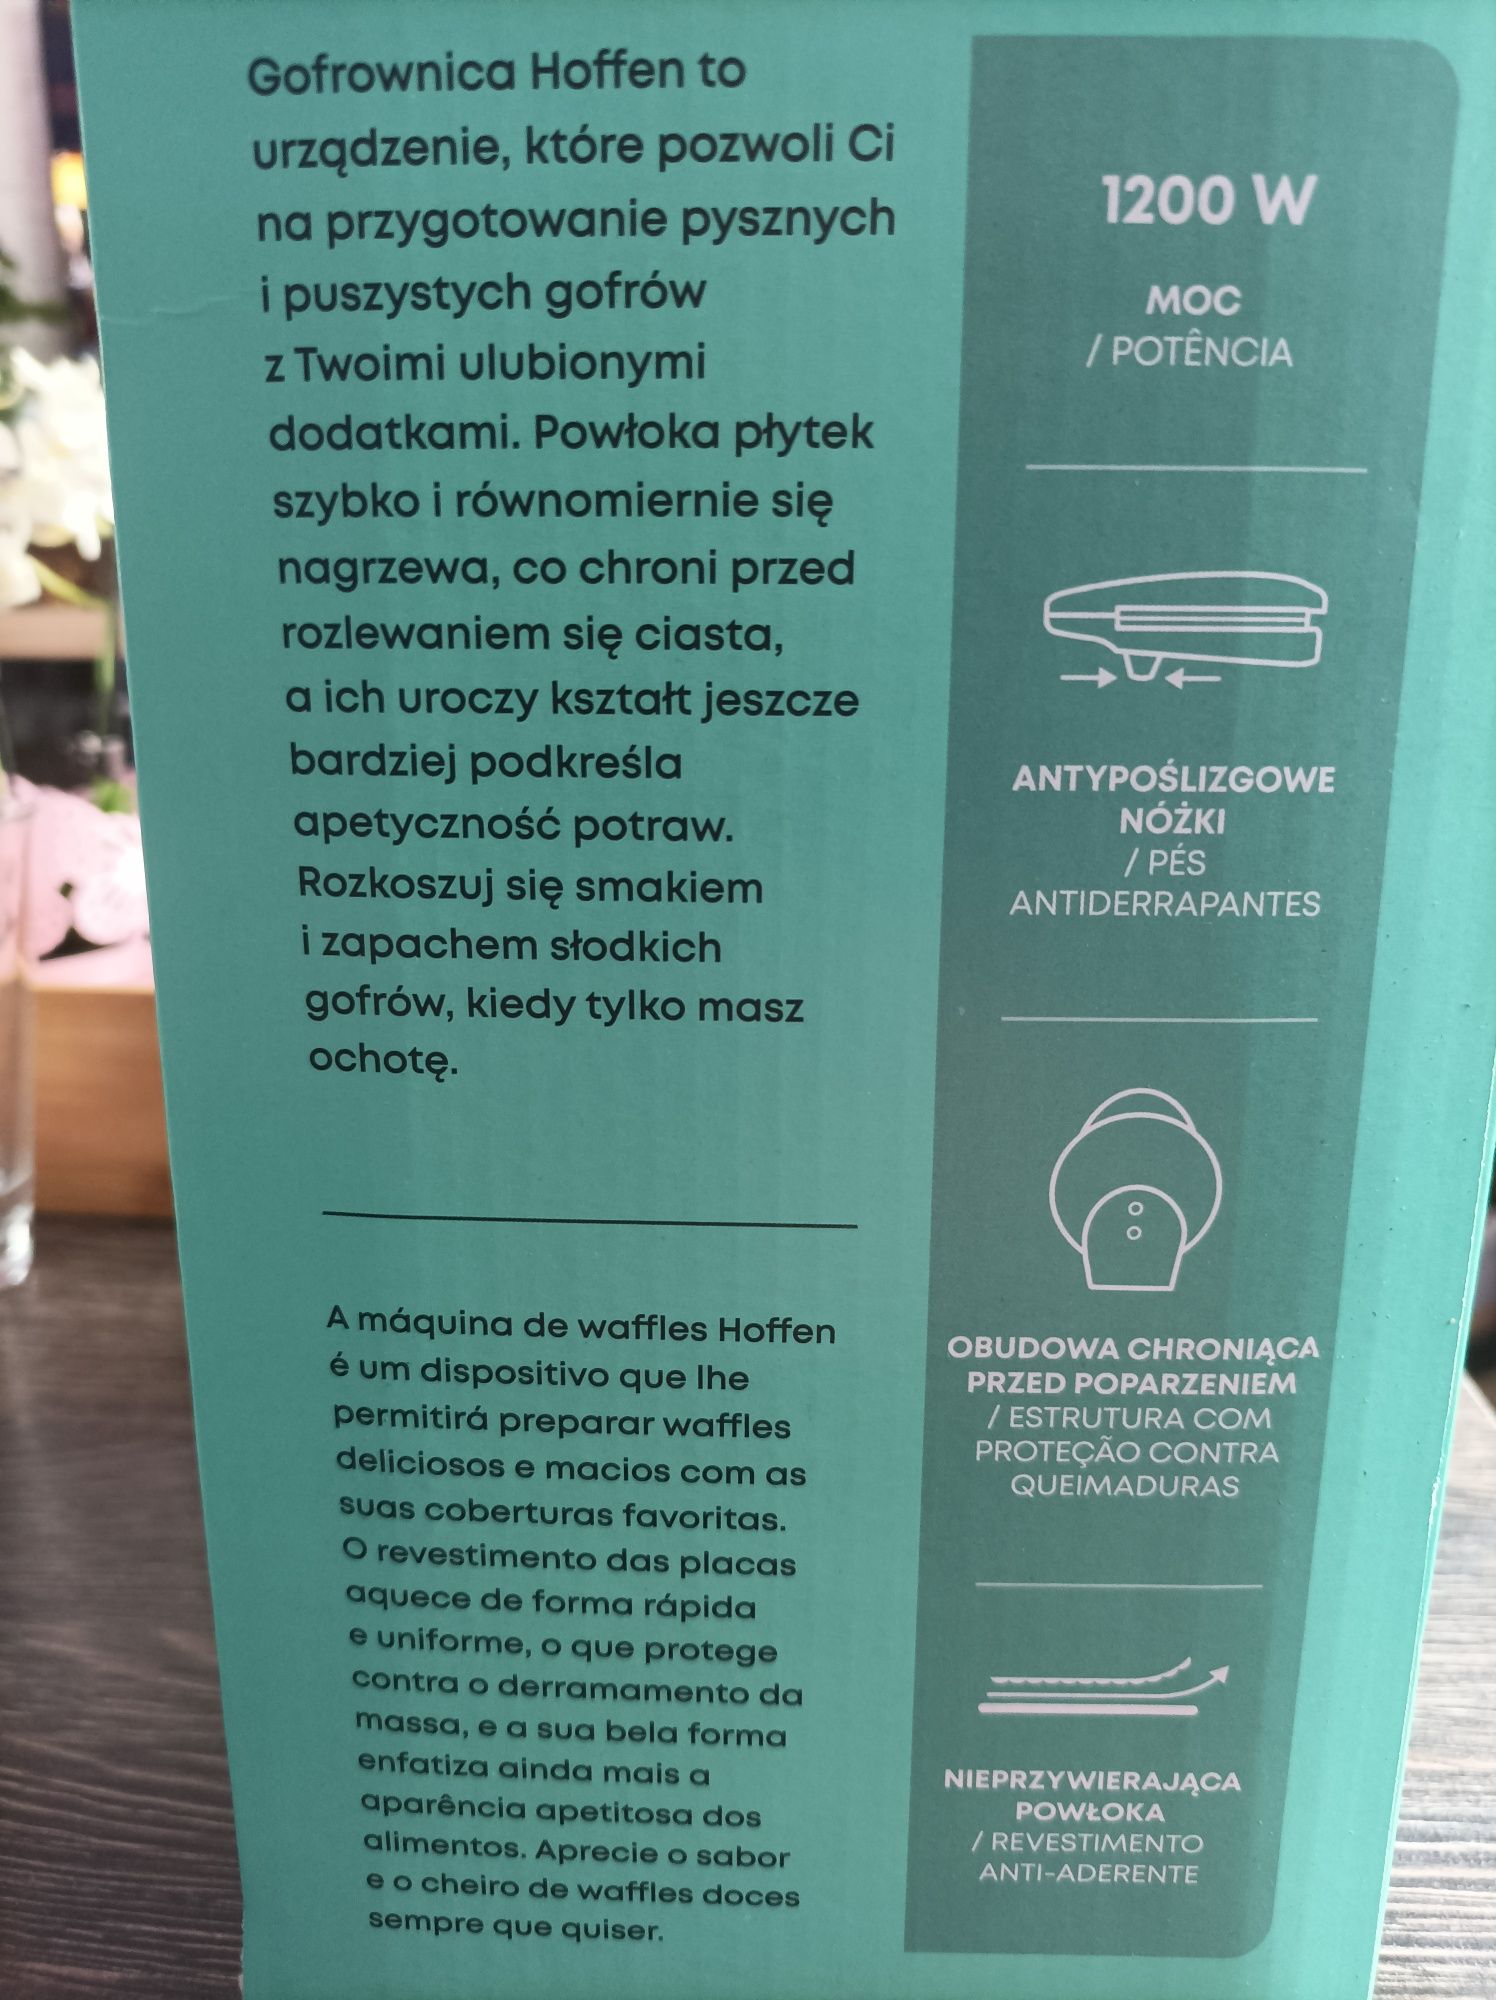 Gofrownica Hoffen to
urządzenie, które pozwoli Ci
na przygotowanie pysznych
i puszystych gofrów
z Twoimi ulubionymi
dodatkami. Powłoka płytek
szybko i równomiernie się
nagrzewa, co chroni przed
rozlewaniem się ciasta,
a ich uroczy kształt jeszcze
bardziej podkreśla
apetyczność potraw.
Rozkoszuj się smakiem
i zapachem słodkich
gofrów, kiedy tylko masz
ochotę.
A máquina de waffles Hoffen
é um dispositivo que lhe
permitirá preparar waffles
deliciosos e macios com as
suas coberturas favoritas.
O revestimento das placas
aquece de forma rápida
e uniforme, o que protege
contra o derramamento da
massa, e a sua bela forma
enfatiza ainda mais a
aparência apetitosa dos
alimentos. Aprecie o sabor
e o cheiro de waffles doces
sempre que quiser.
1200 W
MOC
/ POTÊNCIA
ANTYPOŚLIZGOWE
NÓŻKI
/ PÉS
ANTIDERRAPANTES
OBUDOWA CHRONIĄCA
PRZED POPARZENIEM
/ ESTRUTURA COM
PROTEÇÃO CONTRA
QUEIMADURAS
NIEPRZYWIERAJĄCA
POWŁOKA
/ REVESTIMENTO
ANTI-ADERENTE